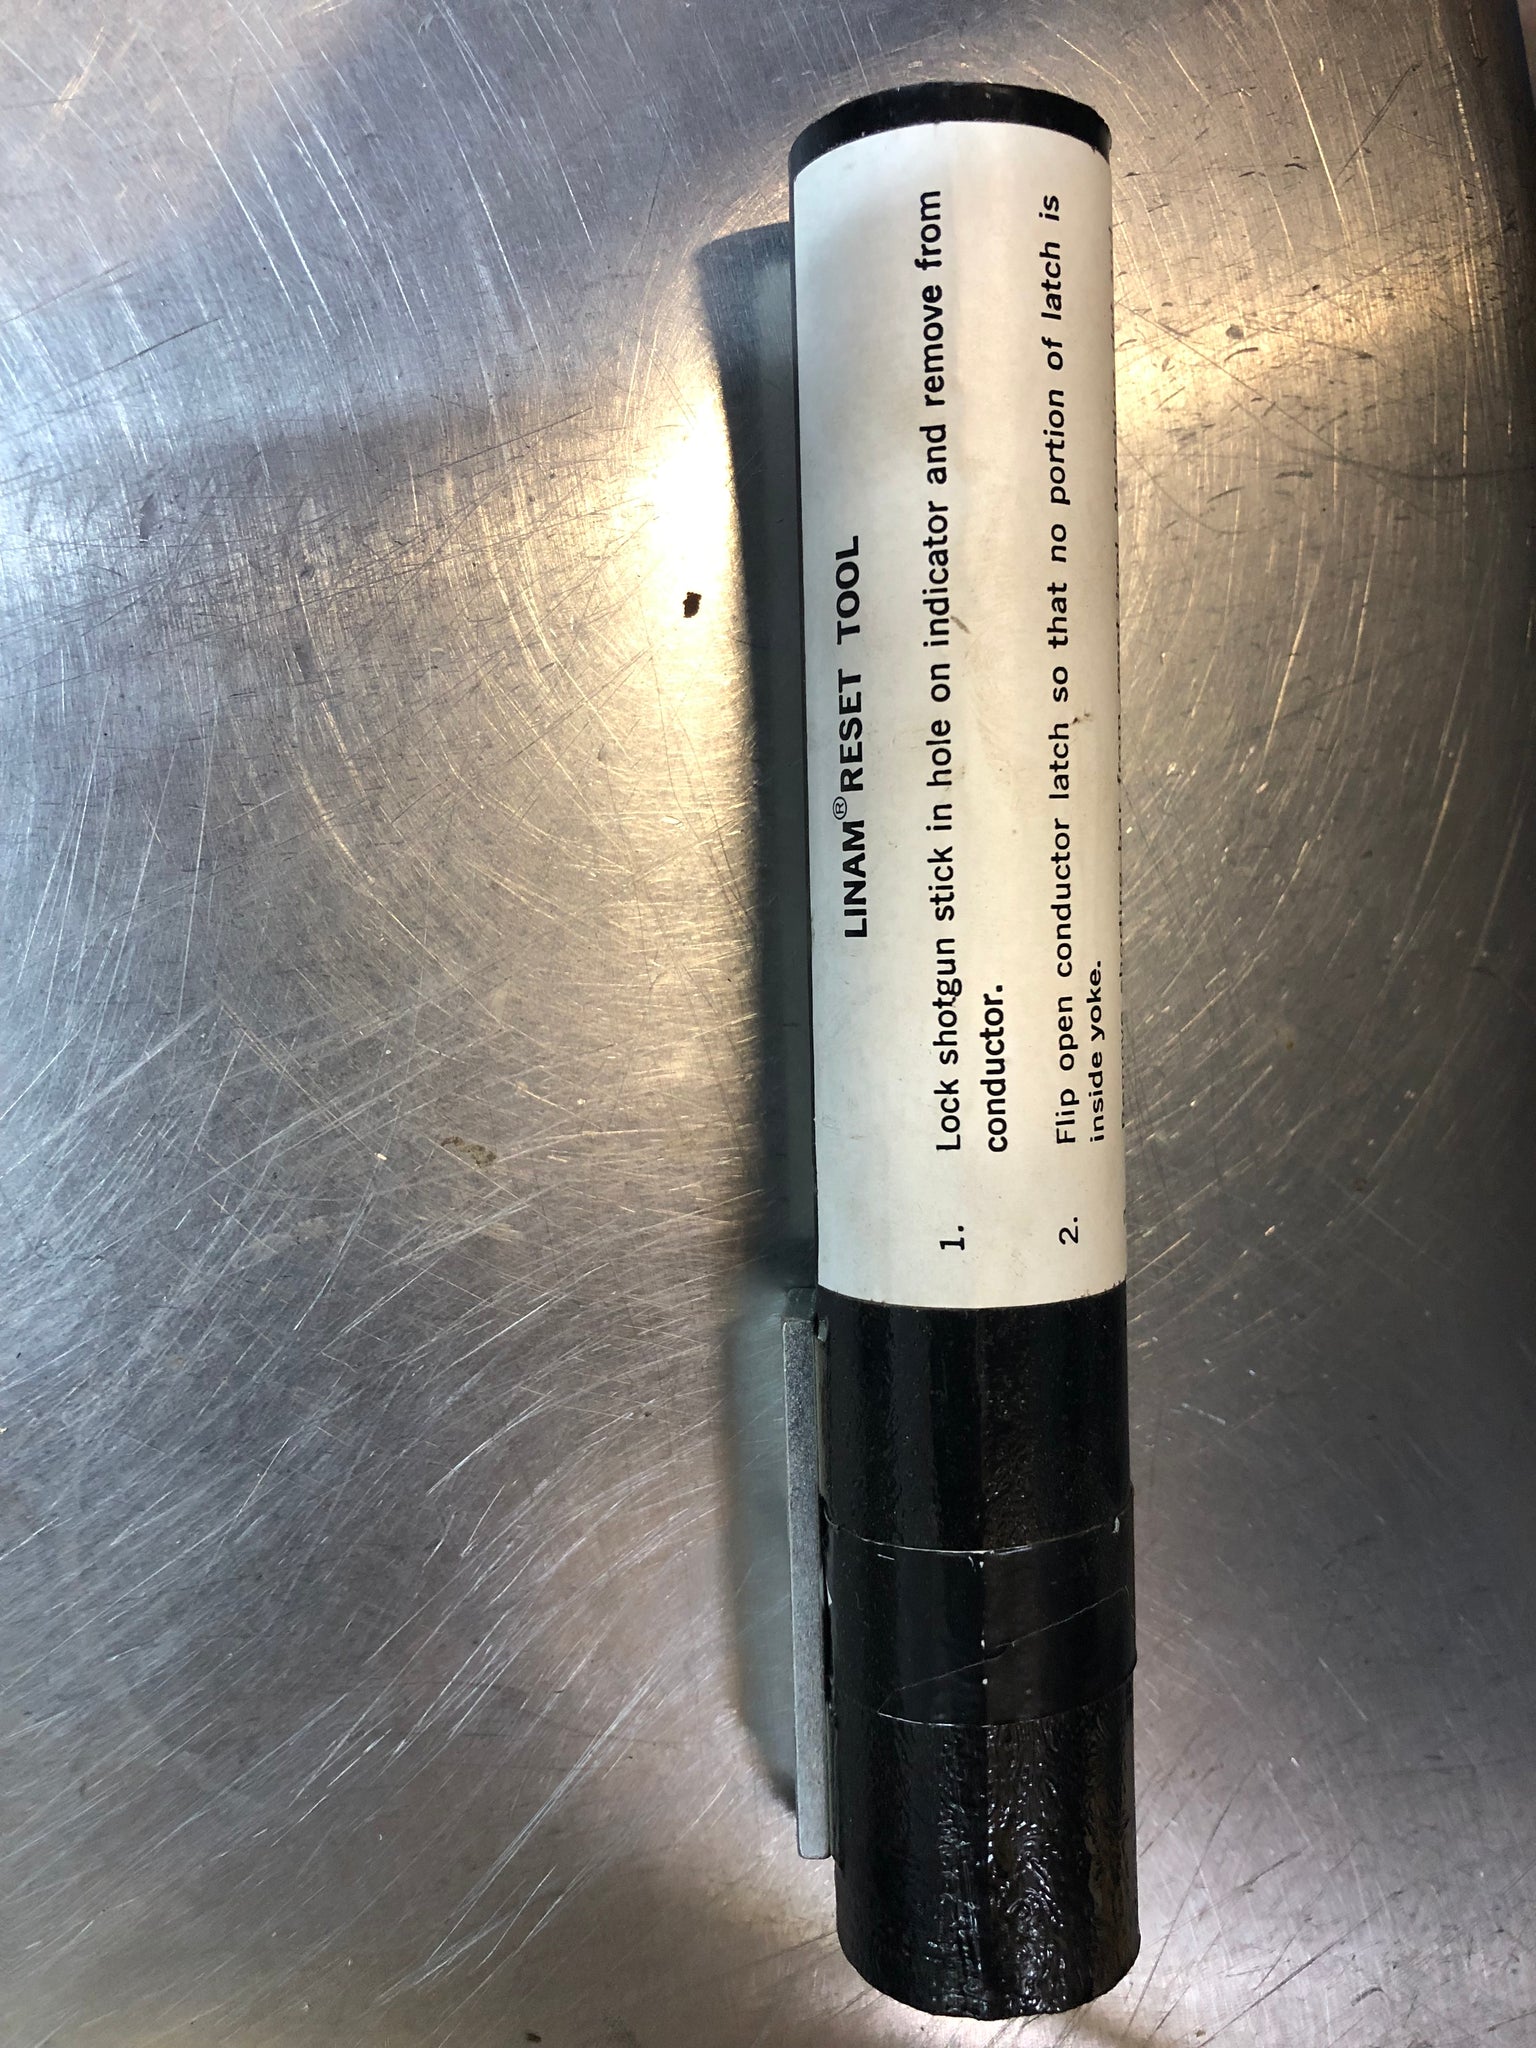 LINAM® RESET TOOL
1. Lock shotgun stick in hole on indicator and remove from
conductor.
2. Flip open conductor latch so that no portion of latch is
inside yoke.